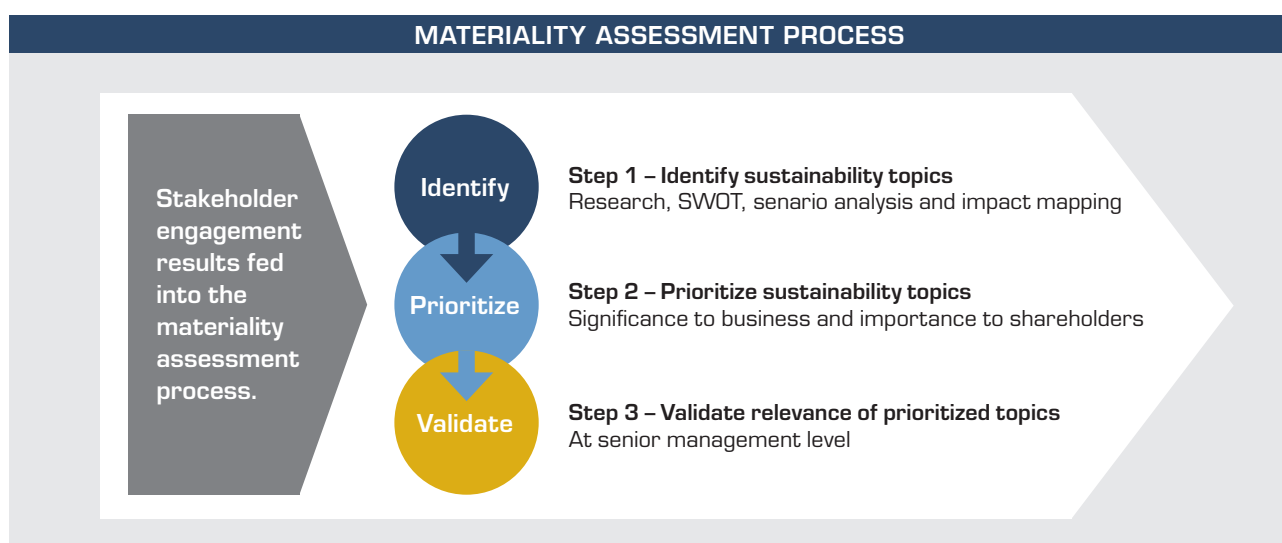 MATERIALITY ASSESSMENT PROCESS
Stakeholder
engagement
results fed
into the
materiality
assessment
process.
Identify
Step 1 – Identify sustainability topics
Research, SWOT, senario analysis and impact mapping
Prioritize
Step 2 – Prioritize sustainability topics
Significance to business and importance to shareholders
Validate
Step 3 – Validate relevance of prioritized topics
At senior management level